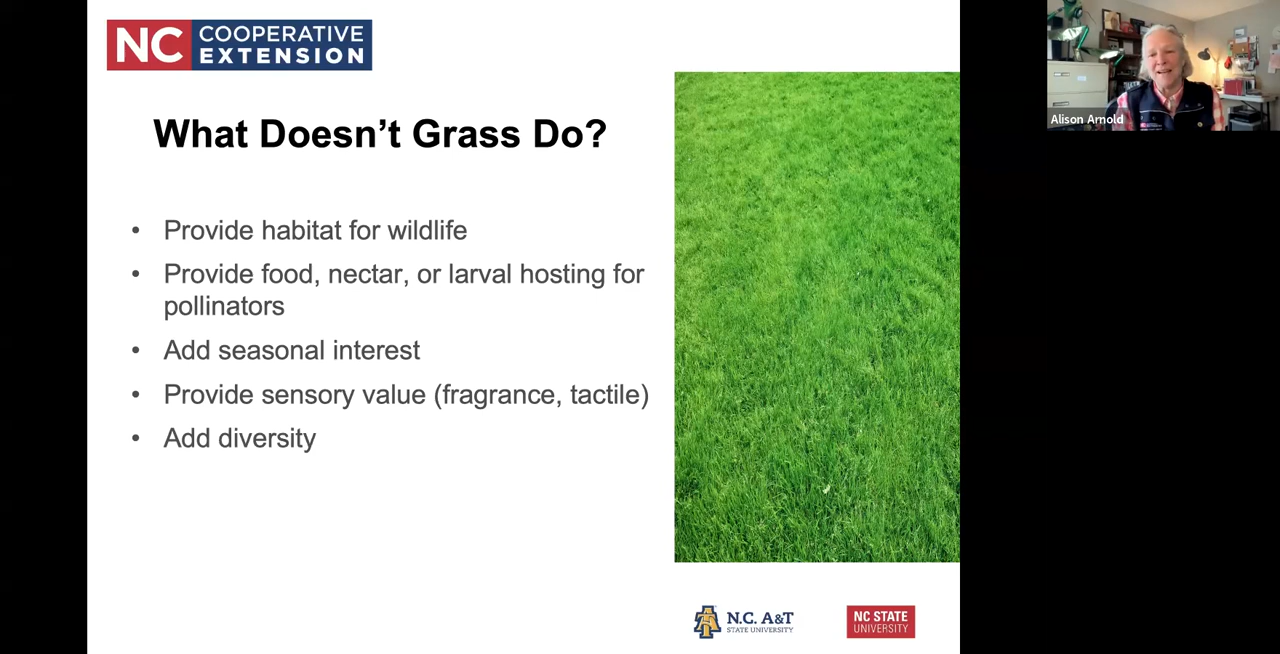 NC COOPERATIVE
EXTENSION
What Doesn’t Grass Do?
• Provide habitat for wildlife
• Provide food, nectar, or larval hosting for
pollinators
• Add seasonal interest
• Provide sensory value (fragrance, tactile)
• Add diversity
Alison Arnold
N.C. A&T
STATE UNIVERSITY
NC STATE
UNIVERSITY